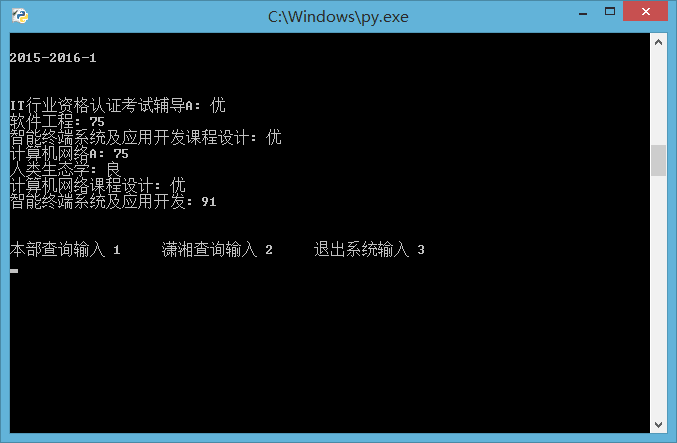 C:\Windows\py.exe
2015-2016-1
IT行业资格认证考试辅导A: 优
软件工程: 75
智能终端系统及应用开发课程设计: 优
计算机网络A: 75
人类生态学: 良
计算机网络课程设计: 优
智能终端系统及应用开发: 91
本部查询输入 1 潇湘查询输入 2 退出系统输入 3